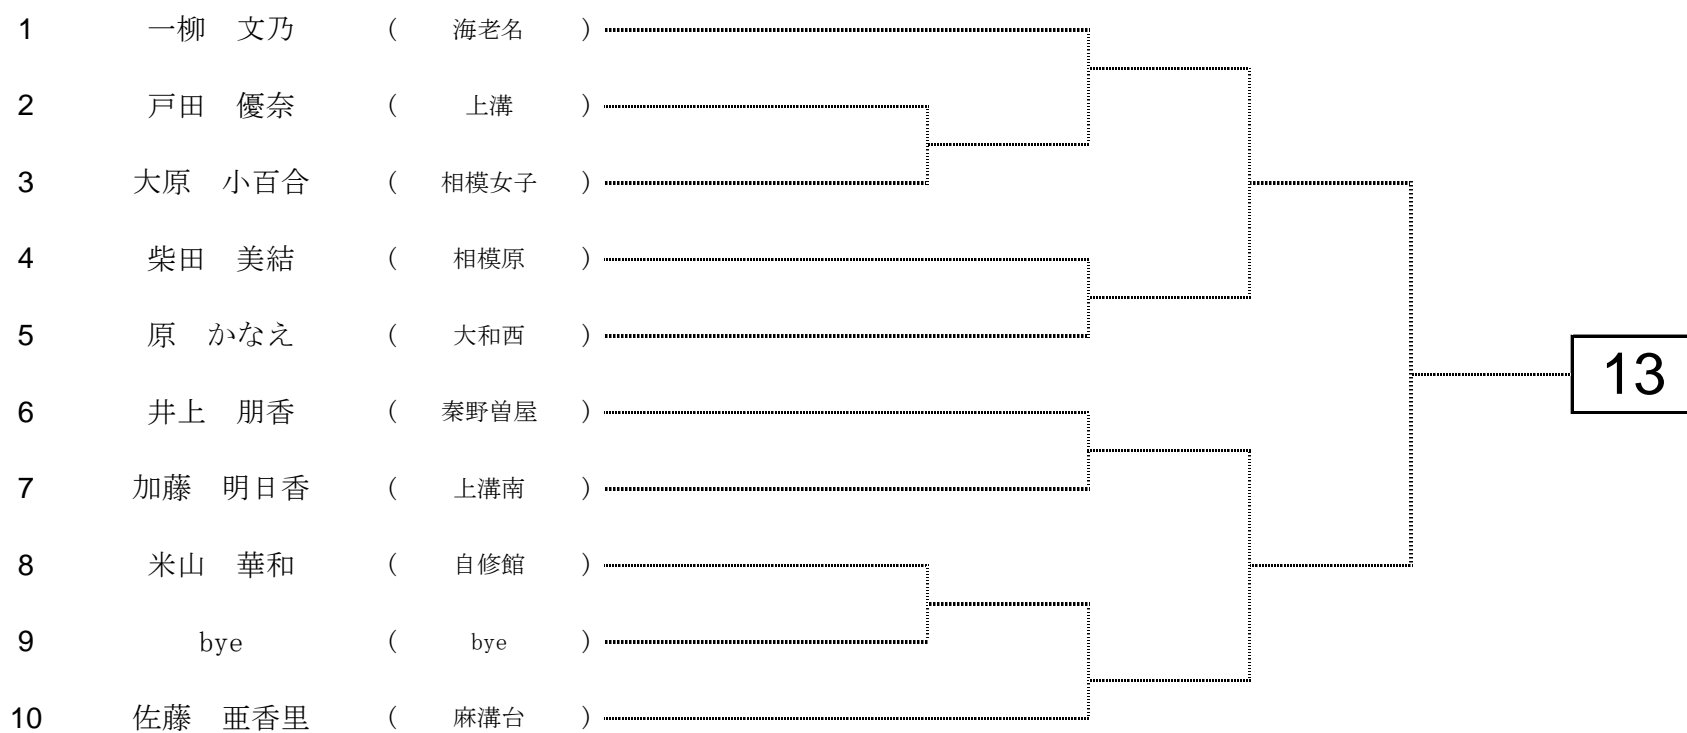 1 一柳　文乃 ( 海老名 )
2 戸田　優奈 ( 上溝 )
3 大原　小百合 ( 相模女子 )
4 柴田　美結 ( 相模原 )
5 原　かなえ ( 大和西 )
13
6 井上　朋香 ( 秦野曽屋 )
7 加藤　明日香 ( 上溝南 )
8 米山　華和 ( 自修館 )
9 bye ( bye )
10 佐藤　亜香里 ( 麻溝台 )